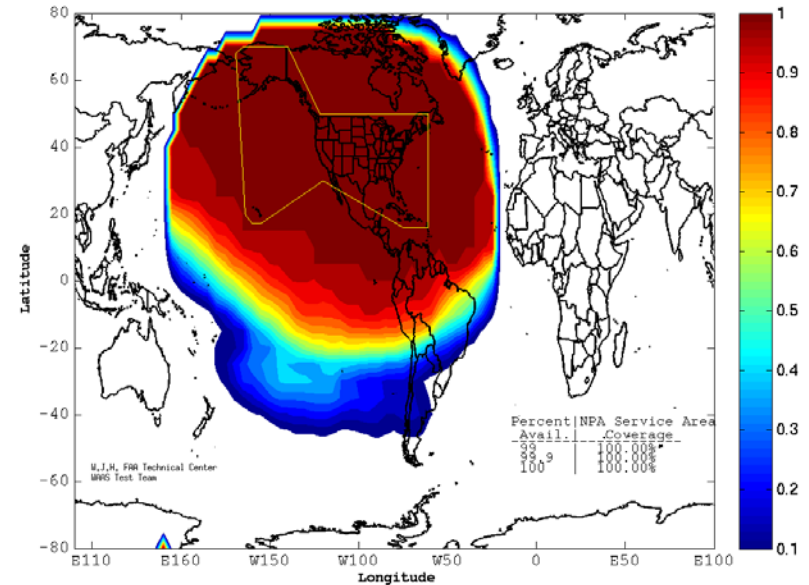 80
60
40
20
0
-20
-40
-60
-80
Latitude
E110 E160 W150 W100 W50 0 E50 E100
Longitude
Percent|NPA Service Area
Avail.| Coverage
99 | 100.00%
99.9 | 100.00%
100 | 100.00%
W.J.H. FAA Technical Center
WAAS Test Team
1
0.9
0.8
0.7
0.6
0.5
0.4
0.3
0.2
0.1